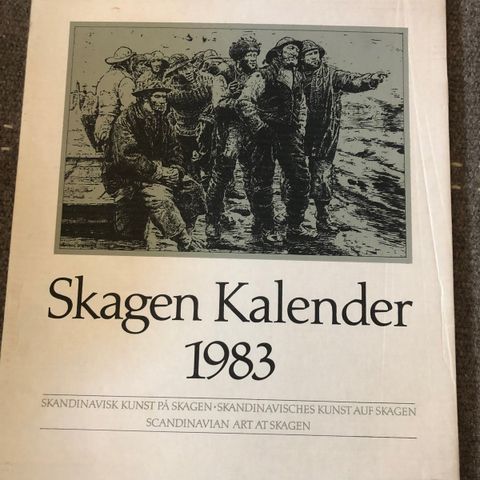 Skagen Kalender
1983
SKANDINAVISK KUNST PÅ SKAGEN · SKANDINAVISCHES KUNST AUF SKAGEN
SCANDINAVIAN ART AT SKAGEN